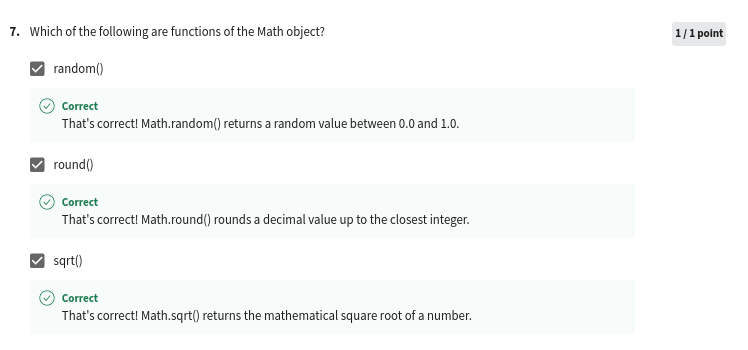 7. Which of the following are functions of the Math object?
1 / 1 point
random()
Correct
That's correct! Math.random() returns a random value between 0.0 and 1.0.
round()
Correct
That's correct! Math.round() rounds a decimal value up to the closest integer.
sqrt()
Correct
That's correct! Math.sqrt() returns the mathematical square root of a number.